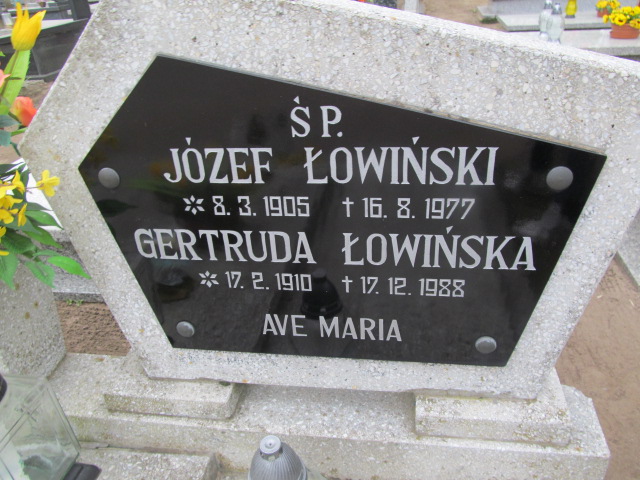 ŚP.
JÓZEF ŁOWIŃSKI
* 8. 3. 1905 † 16. 8. 1977
GERTRUDA ŁOWIŃSKA
* 17. 2. 1910 † 17. 12. 1988
AVE MARIA